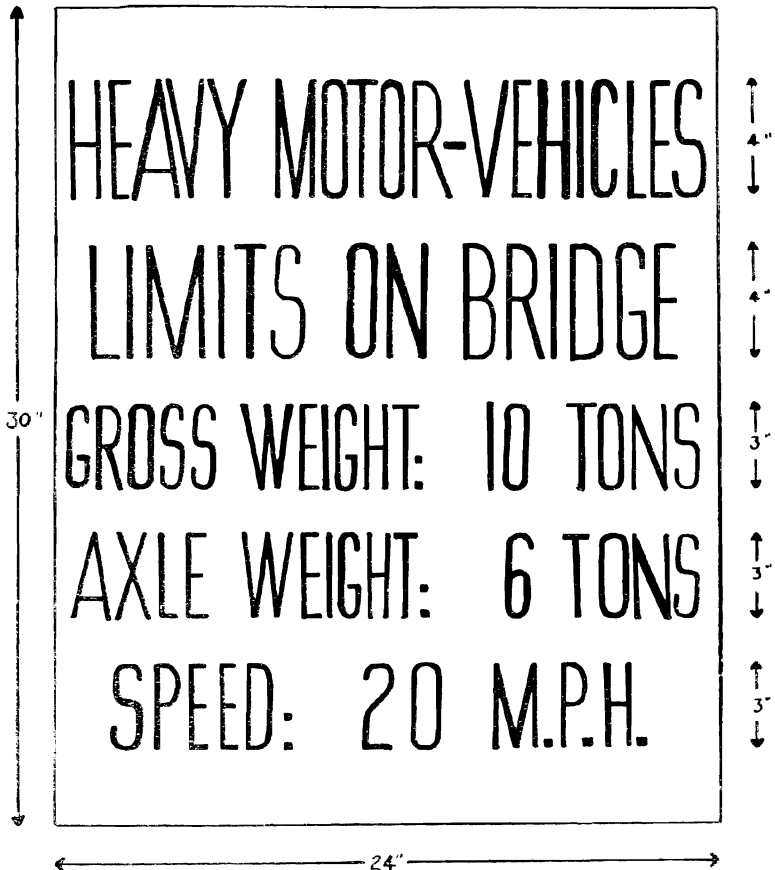 HEAVY MOTOR-VEHICLES
4"
LIMITS ON BRIDGE
4"
30"
GROSS WEIGHT: 10 TONS
3"
AXLE WEIGHT: 6 TONS
3"
SPEED: 20 M.P.H.
3"
24"